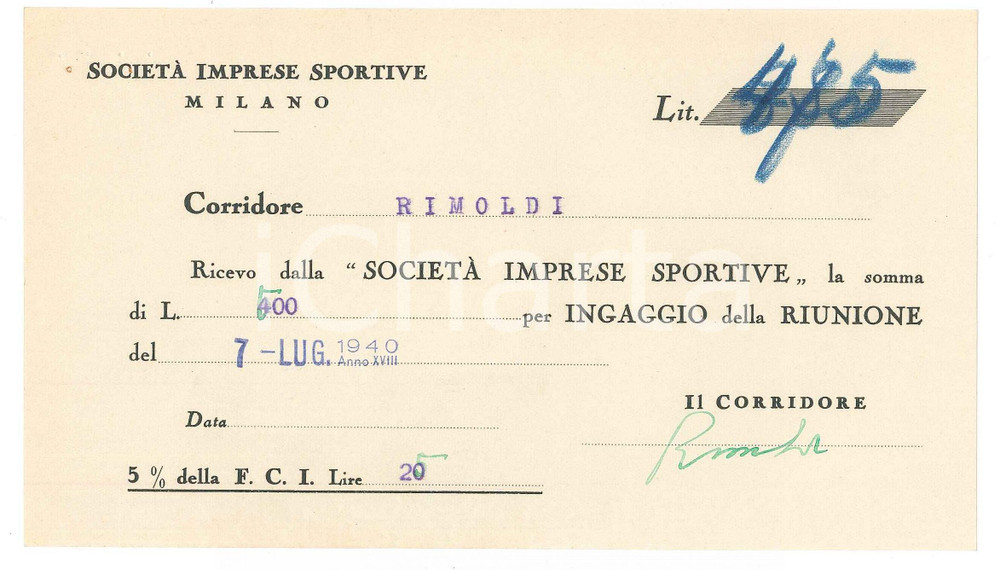 SOCIETÀ IMPRESE SPORTIVE
MILANO
Lit.
Corridore RIMOLDI
Ricevo dalla “SOCIETÀ IMPRESE SPORTIVE„ la somma
di L. 500 per INGAGGIO della RIUNIONE
del 7 - LUG. 1940 Anno XVIII
Il CORRIDORE
Data
5 % della F. C. I. Lire 25
iCharta